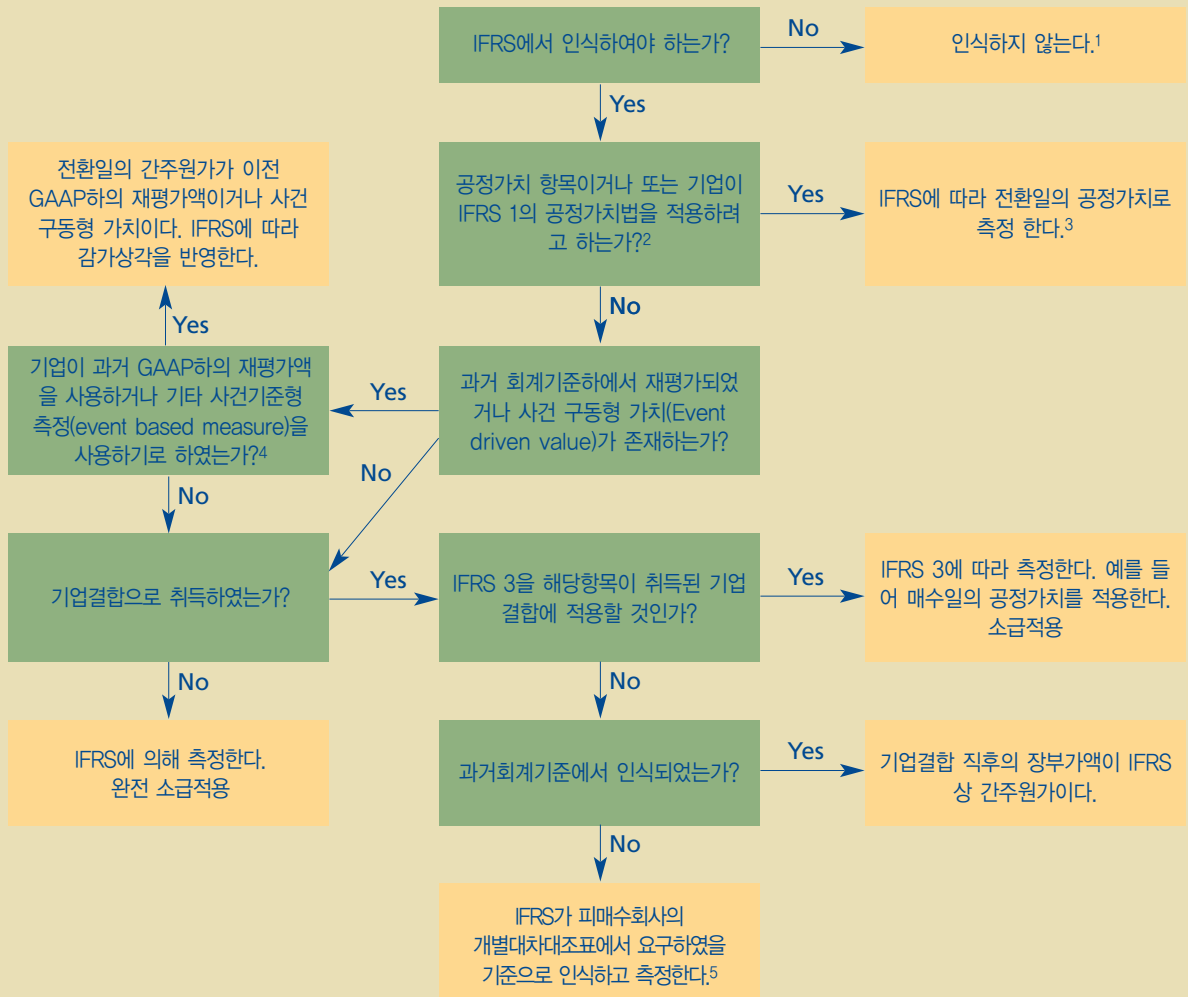 IFRS에서 인식하여야 하는가?
No
인식하지 않는다.1
Yes
전환일의 간주원가가 이전
GAAP하의 재평가액이거나 사건
구동형 가치이다. IFRS에 따라
감가상각을 반영한다.
공정가치 항목이거나 또는 기업이
IFRS 1의 공정가치법을 적용하려
고 하는가?2
Yes
IFRS에 따라 전환일의 공정가치로
측정 한다.3
Yes
No
기업이 과거 GAAP하의 재평가액
을 사용하거나 기타 사건기준형
측정(event based measure)을
사용하기로 하였는가?4
Yes
과거 회계기준하에서 재평가되었
거나 사건 구동형 가치(Event
driven value)가 존재하는가?
No
No
기업결합으로 취득하였는가?
Yes
IFRS 3을 해당항목이 취득된 기업
결합에 적용할 것인가?
Yes
IFRS 3에 따라 측정한다. 예를 들
어 매수일의 공정가치를 적용한다.
소급적용
No
No
IFRS에 의해 측정한다.
완전 소급적용
과거회계기준에서 인식되었는가?
Yes
기업결합 직후의 장부가액이 IFRS
상 간주원가이다.
No
IFRS가 피매수회사의
개별대차대조표에서 요구하였을
기준으로 인식하고 측정한다.5